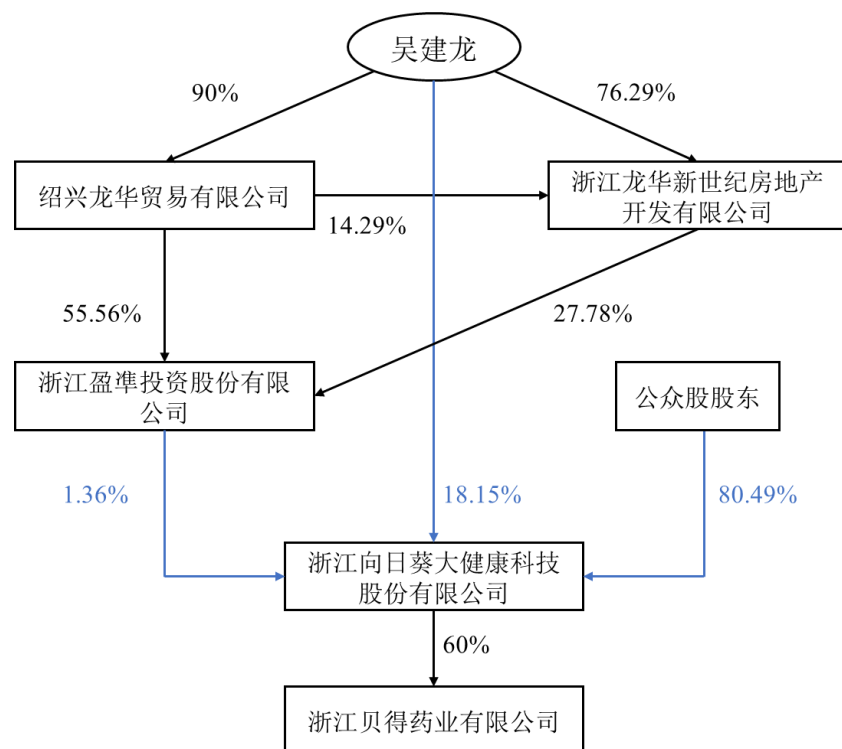 吴建龙
90%
76.29%
绍兴龙华贸易有限公司
浙江龙华新世纪房地产
开发有限公司
14.29%
55.56%
27.78%
浙江盈凖投资股份有限
公司
公众股股东
1.36%
18.15%
80.49%
浙江向日葵大健康科技
股份有限公司
60%
浙江贝得药业有限公司